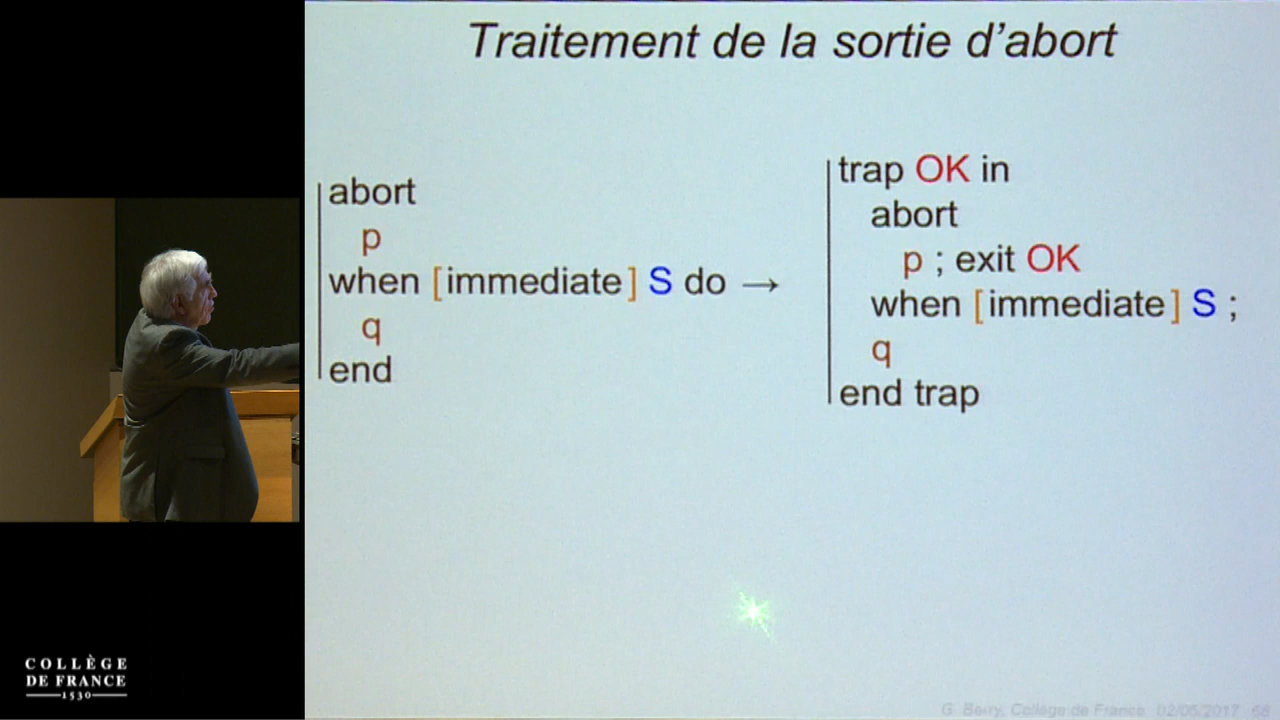 Traitement de la sortie d'abort
abort
p
when [immediate] S do →
q
end
trap OK in
abort
p ; exit OK
when [immediate] S ;
q
end trap
COLLÈGE
DE FRANCE
1530
G. Berry, Collège de France 02/05/2017 68